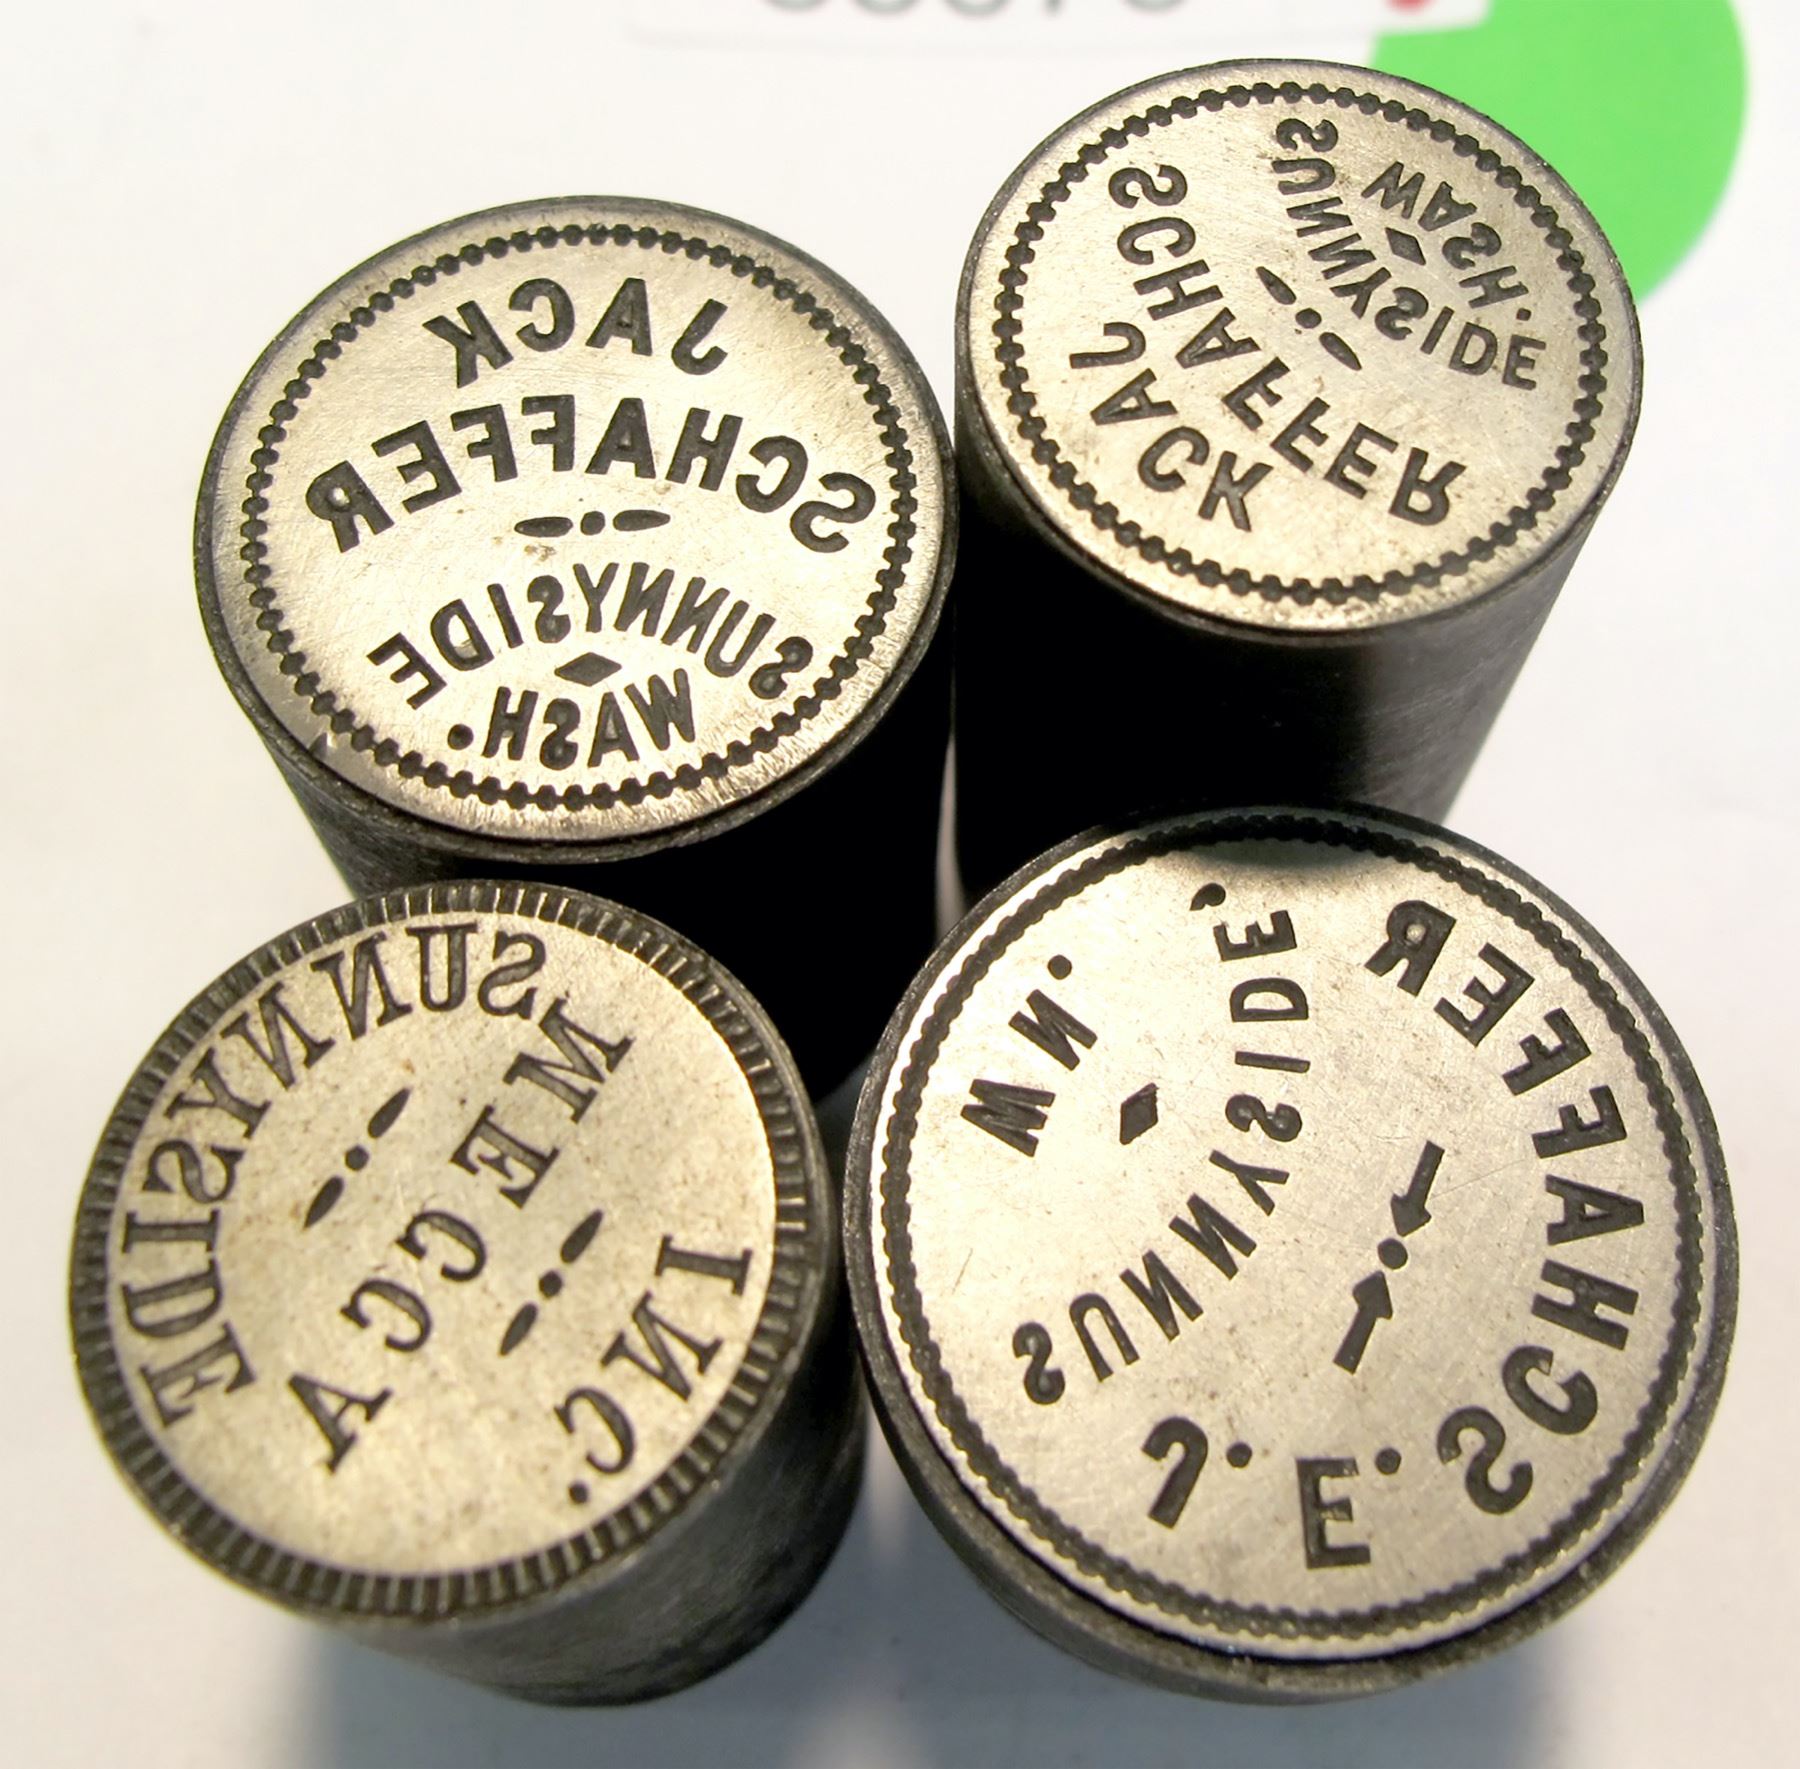 JACK
SCHAFFER
SUNNYSIDE
WASH.
JACK
SCHAFFER
SUNNYSIDE
WASH.
SUNNYSIDE
MECCA
INC.
J. E. SCHAFFER
SUNNYSIDE,
WN.